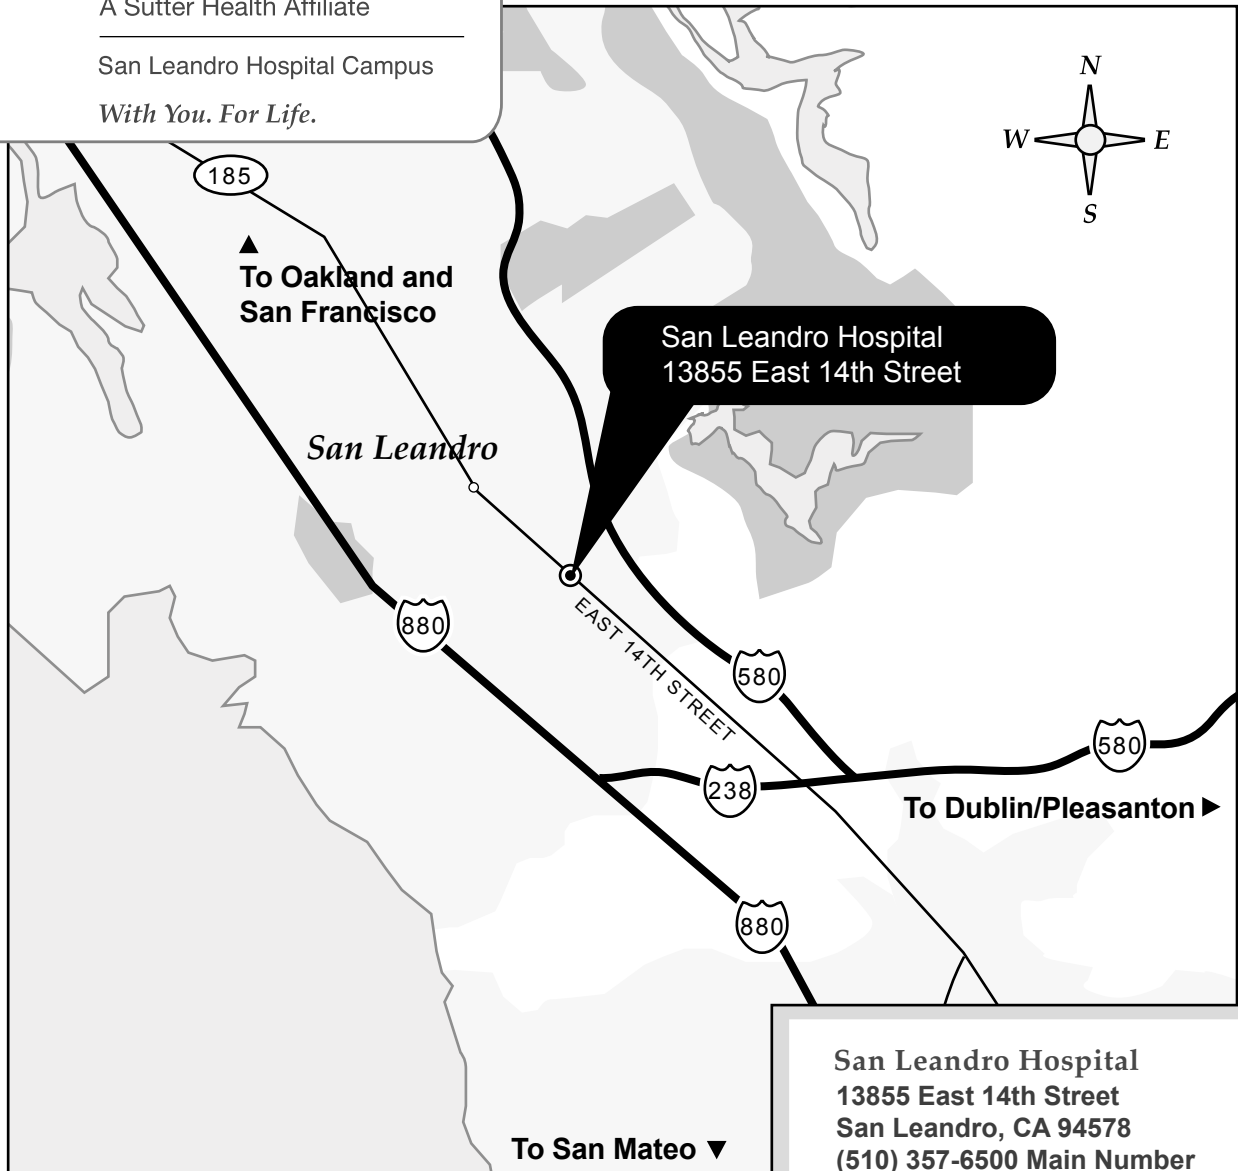 A Sutter Health Affiliate
San Leandro Hospital Campus
With You. For Life.
N
W E
S
185
To Oakland and
San Francisco
San Leandro Hospital
13855 East 14th Street
San Leandro
880
EAST 14TH STREET
580
580
238
To Dublin/Pleasanton
880
San Leandro Hospital
13855 East 14th Street
San Leandro, CA 94578
(510) 357-6500 Main Number
To San Mateo